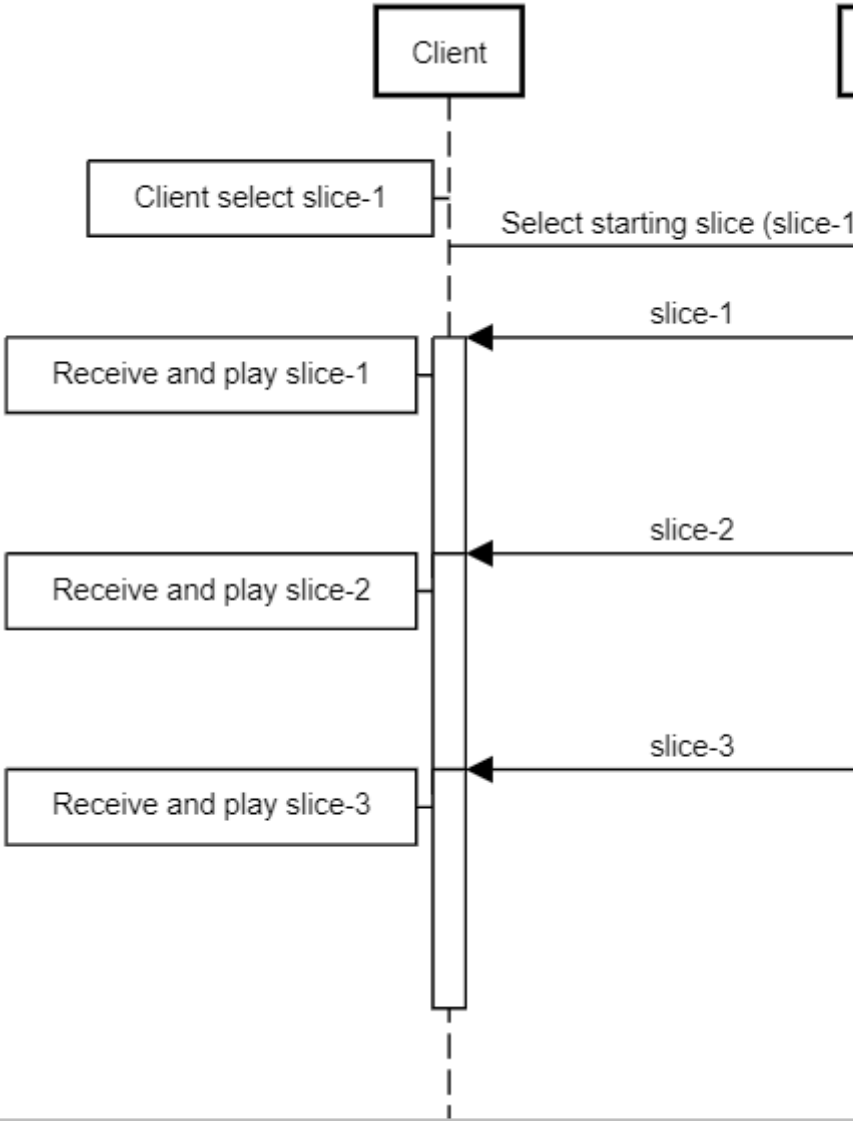 Client
Client select slice-1
Select starting slice (slice-1
slice-1
Receive and play slice-1
slice-2
Receive and play slice-2
slice-3
Receive and play slice-3